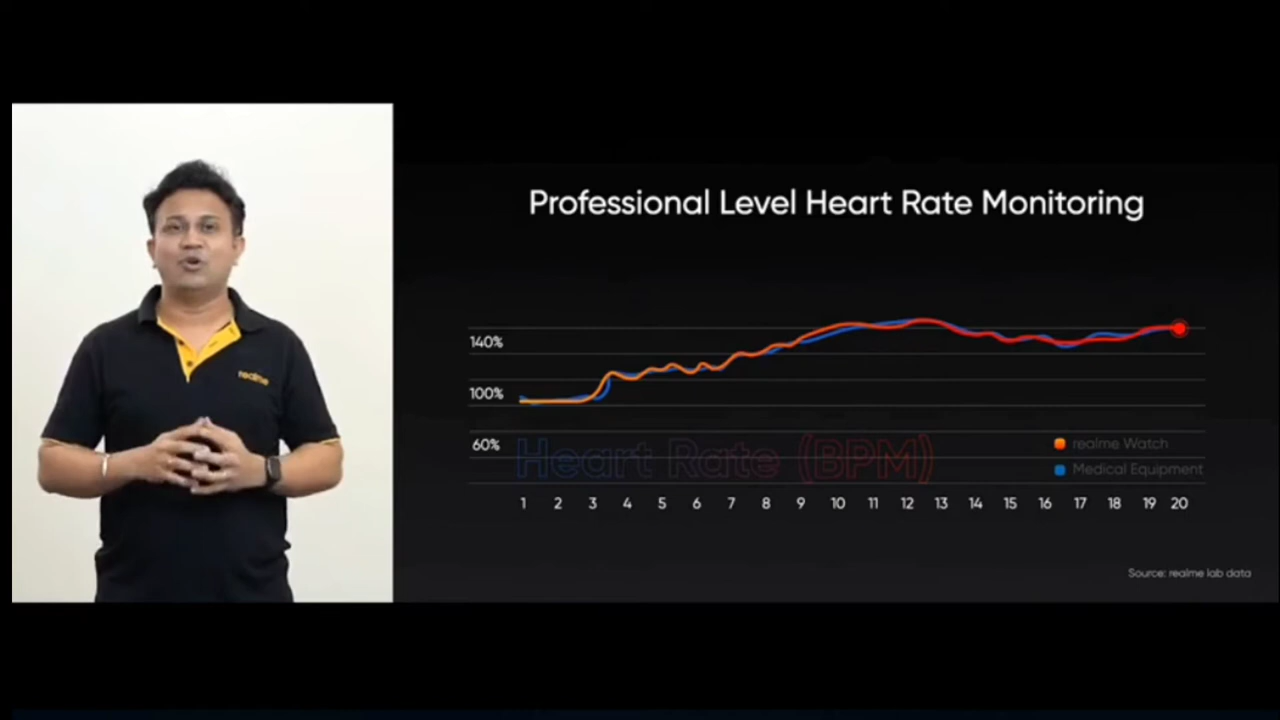 realme
Professional Level Heart Rate Monitoring
140%
100%
60%
Heart Rate (BPM)
realme Watch
Medical Equipment
1 2 3 4 5 6 7 8 9 10 11 12 13 14 15 16 17 18 19 20
Source: realme lab data